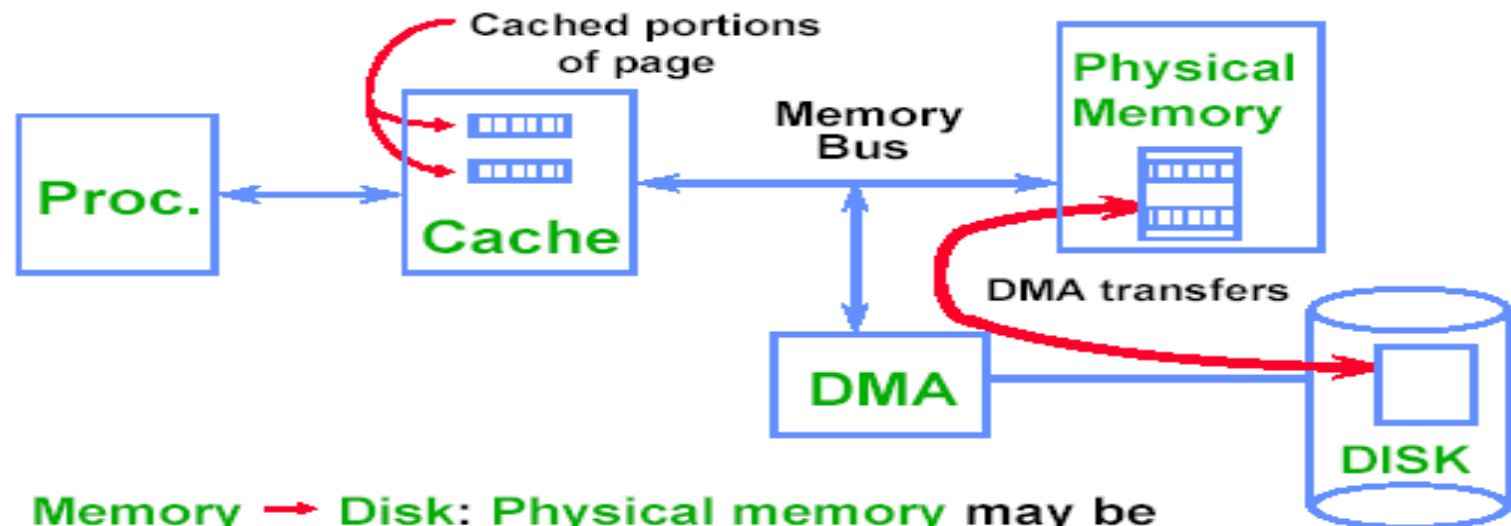 Cached portions
of page
Physical
Memory
Memory
Bus
Proc.
Cache
DMA transfers
DMA
DISK
Memory → Disk: Physical memory may be